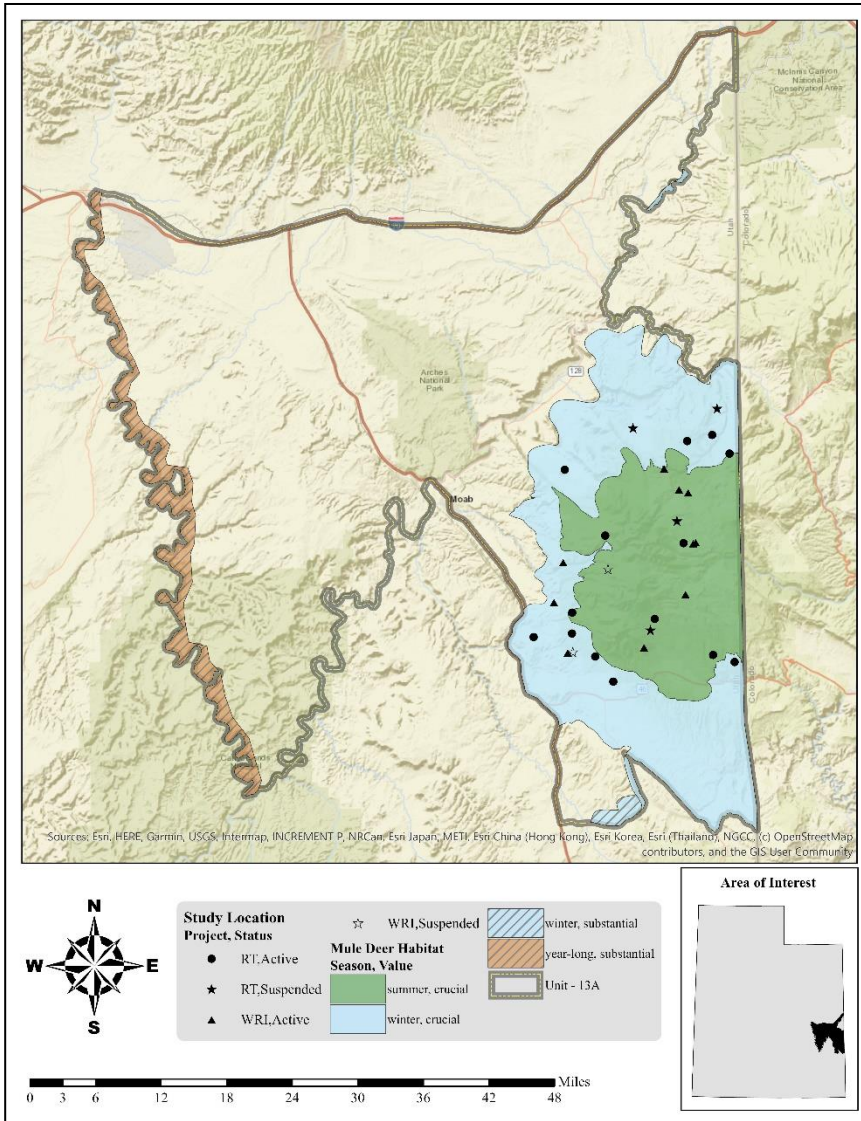 McInnis Canyon
National
Conservation Area
Utah
Colorado
Arches
National
Park
128
Moab
Colorado
Sources: Esri, HERE, Garmin, USGS, Intermap, INCREMENT P, NRCan, Esri Japan, METI, Esri China (Hong Kong), Esri Korea, Esri (Thailand), NGCC, (c) OpenStreetMap
contributors, and the GIS User Community
N
W
E
S
Study Location
Project, Status
RT,Active
RT,Suspended
WRI,Active
WRI,Suspended
Mule Deer Habitat
Season, Value
summer, crucial
winter, crucial
winter, substantial
year-long, substantial
Unit - 13A
Area of Interest
Miles
0 3 6 12 18 24 30 36 42 48